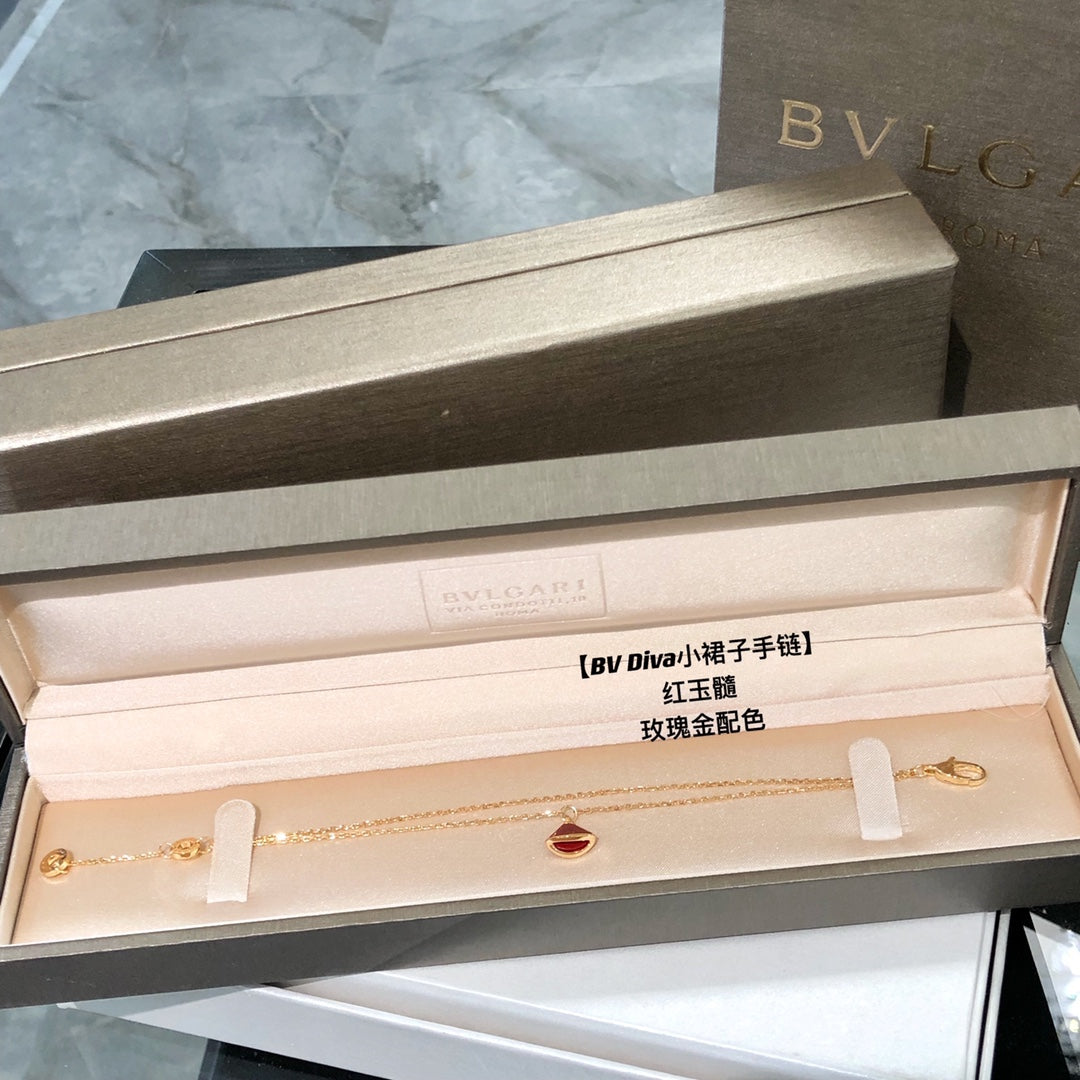 BVLGA
ROMA
BVLGARI
VIA CONDOTTI, 10
ROMA
【BV Diva小裙子手链】
红玉髓
玫瑰金配色